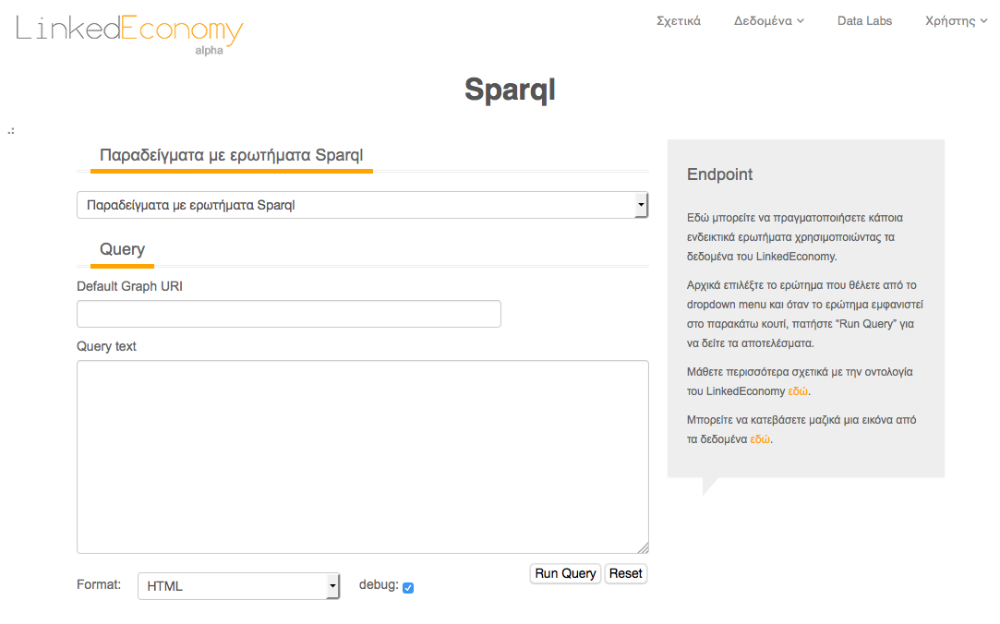 LinkedEconomy
alpha
Σχετικά Δεδομένα Data Labs Χρήστης
Sparql
Παραδείγματα με ερωτήματα Sparql
Παραδείγματα με ερωτήματα Sparql
Query
Default Graph URI
Query text
Format: HTML debug: Run Query Reset
Endpoint
Εδώ μπορείτε να πραγματοποιήσετε κάποια
ενδεικτικά ερωτήματα χρησιμοποιώντας τα
δεδομένα του LinkedEconomy.
Αρχικά επιλέξτε το ερώτημα που θέλετε από το
dropdown menu και όταν το ερώτημα εμφανιστεί
στο παρακάτω κουτί, πατήστε “Run Query” για
να δείτε τα αποτελέσματα.
Μάθετε περισσότερα σχετικά με την οντολογία
του LinkedEconomy εδώ.
Μπορείτε να κατεβάσετε μαζικά μια εικόνα από
τα δεδομένα εδώ.